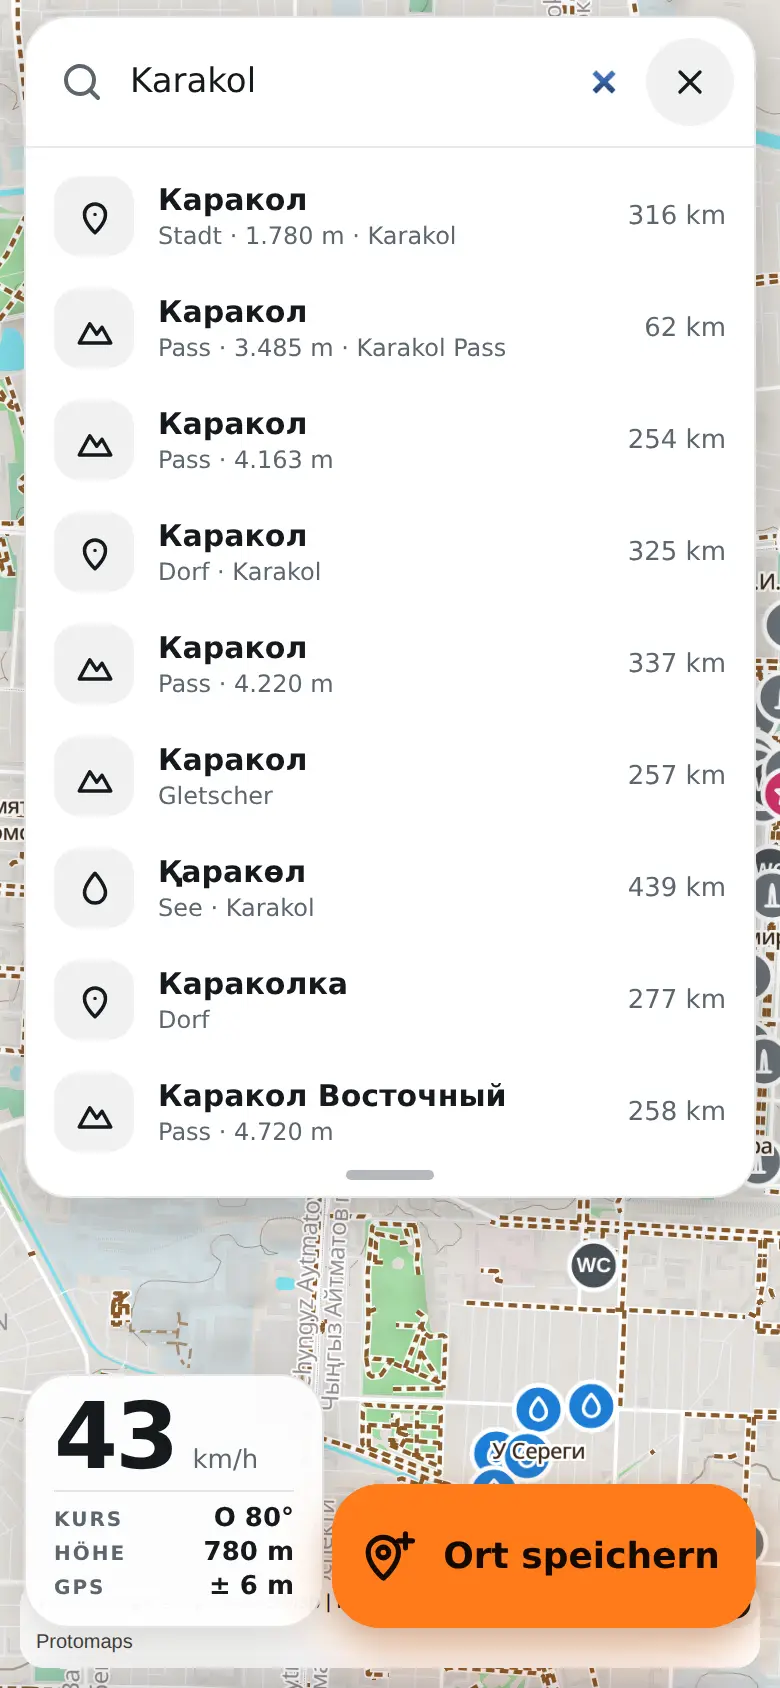 Karakol
Каракол
316 km
Stadt · 1.780 m · Karakol
Каракол
62 km
Pass · 3.485 m · Karakol Pass
Каракол
254 km
Pass · 4.163 m
Каракол
325 km
Dorf · Karakol
Каракол
337 km
Pass · 4.220 m
Каракол
257 km
Gletscher
Қаракөл
439 km
See · Karakol
Караколка
277 km
Dorf
Каракол Восточный
258 km
Pass · 4.720 m
WC
Чыңгыз Айтматов
У Сереги
43 km/h
KURS O 80°
HÖHE 780 m
GPS ± 6 m
Ort speichern
Protomaps